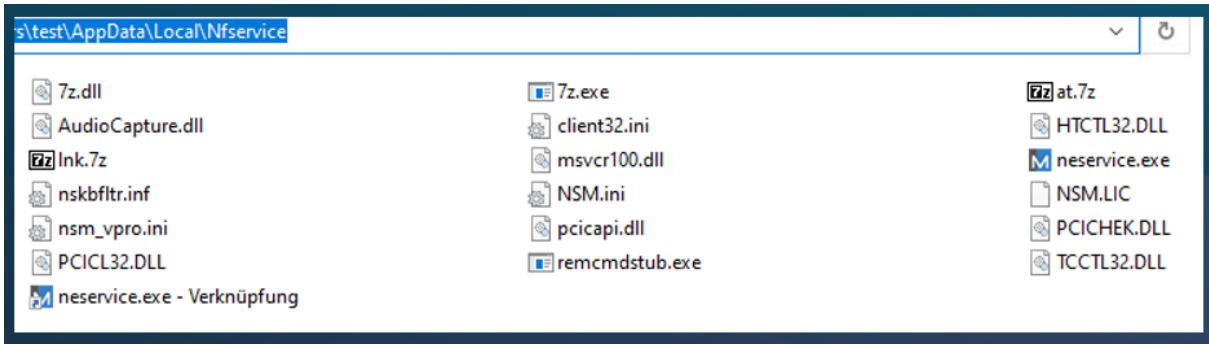 s\test\AppData\Local\Nfservice
7z.dll 7z.exe at.7z
AudioCapture.dll client32.ini HTCTL32.DLL
lnk.7z msvcr100.dll neservice.exe
nskbfltr.inf NSM.ini NSM.LIC
nsm_vpro.ini pcicapi.dll PCICHEK.DLL
PCICL32.DLL remcmdstub.exe TCCTL32.DLL
neservice.exe - Verknüpfung